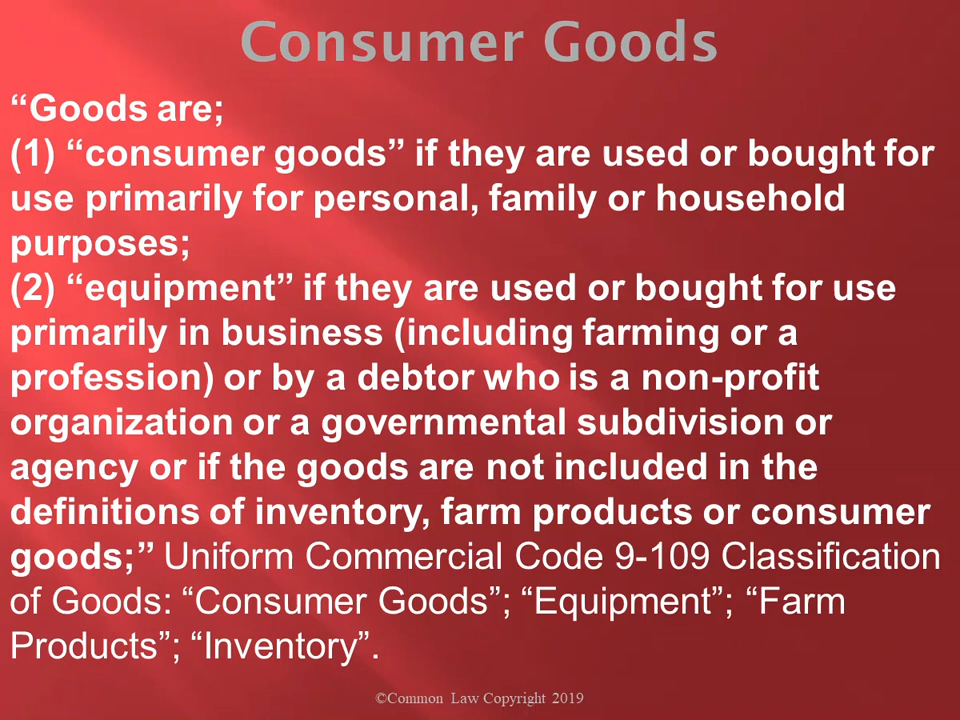 Consumer Goods
“Goods are;
(1) “consumer goods” if they are used or bought for
use primarily for personal, family or household
purposes;
(2) “equipment” if they are used or bought for use
primarily in business (including farming or a
profession) or by a debtor who is a non-profit
organization or a governmental subdivision or
agency or if the goods are not included in the
definitions of inventory, farm products or consumer
goods;” Uniform Commercial Code 9-109 Classification
of Goods: “Consumer Goods”; “Equipment”; “Farm
Products”; “Inventory”.
©Common Law Copyright 2019